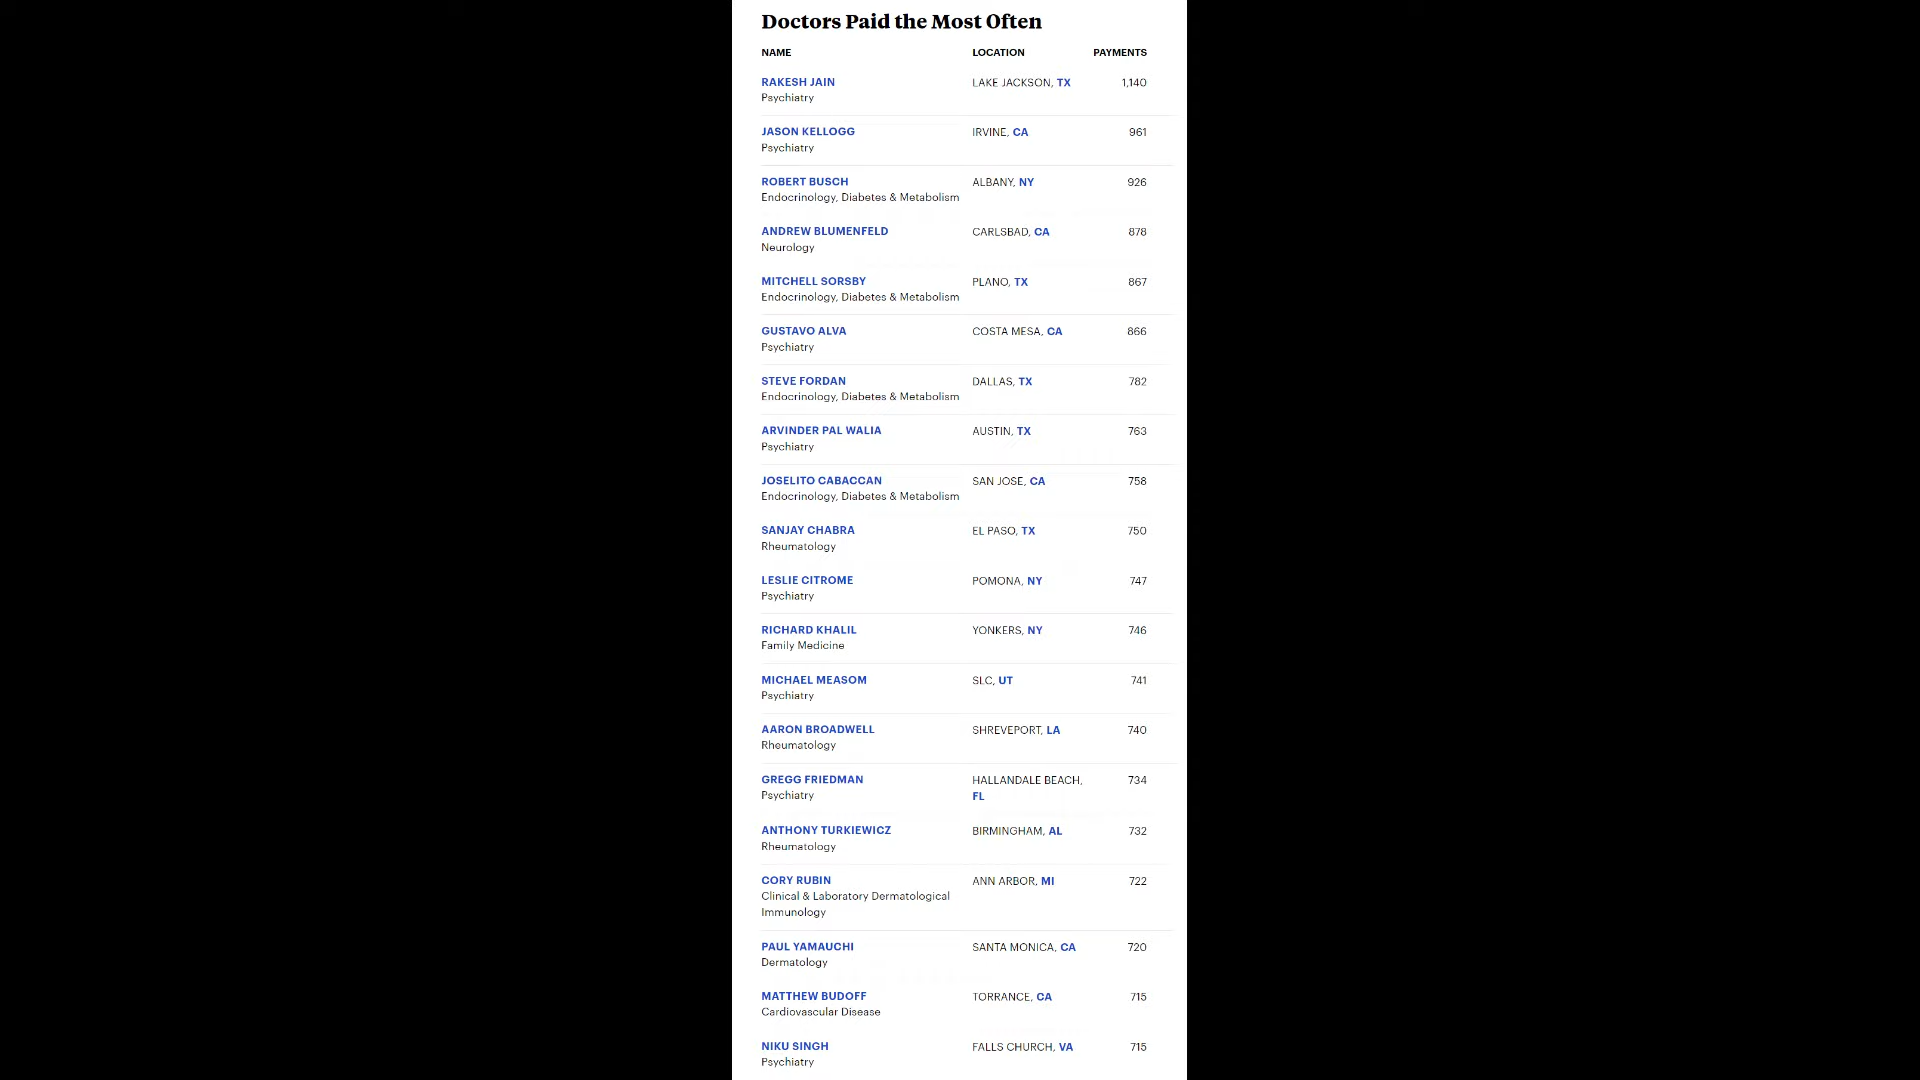 Doctors Paid the Most Often
NAME LOCATION PAYMENTS
RAKESH JAIN LAKE JACKSON, TX 1,140
Psychiatry
JASON KELLOGG IRVINE, CA 961
Psychiatry
ROBERT BUSCH ALBANY, NY 926
Endocrinology, Diabetes & Metabolism
ANDREW BLUMENFELD CARLSBAD, CA 878
Neurology
MITCHELL SORSBY PLANO, TX 867
Endocrinology, Diabetes & Metabolism
GUSTAVO ALVA COSTA MESA, CA 866
Psychiatry
STEVE FORDAN DALLAS, TX 782
Endocrinology, Diabetes & Metabolism
ARVINDER PAL WALIA AUSTIN, TX 763
Psychiatry
JOSELITO CABACCAN SAN JOSE, CA 758
Endocrinology, Diabetes & Metabolism
SANJAY CHABRA EL PASO, TX 750
Rheumatology
LESLIE CITROME POMONA, NY 747
Psychiatry
RICHARD KHALIL YONKERS, NY 746
Family Medicine
MICHAEL MEASOM SLC, UT 741
Psychiatry
AARON BROADWELL SHREVEPORT, LA 740
Rheumatology
GREGG FRIEDMAN HALLANDALE BEACH, 734
Psychiatry FL
ANTHONY TURKIEWICZ BIRMINGHAM, AL 732
Rheumatology
CORY RUBIN ANN ARBOR, MI 722
Clinical & Laboratory Dermatological
Immunology
PAUL YAMAUCHI SANTA MONICA, CA 720
Dermatology
MATTHEW BUDOFF TORRANCE, CA 715
Cardiovascular Disease
NIKU SINGH FALLS CHURCH, VA 715
Psychiatry